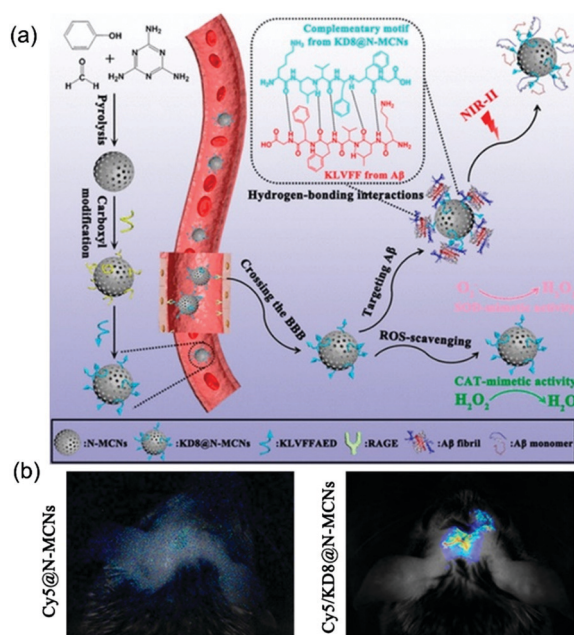 (a)
OH
+
O
H H
NH₂
N N
H₂N N NH₂
Pyrolysis
Carboxyl
modification
Complementary motif
from KD8@N-MCNs
KLVFF from Aβ
Hydrogen-bonding interactions
NIR-II
Crossing the BBB
Targeting Aβ
ROS-scavenging
H₂O₂
CAT-mimetic activity
H₂O₂ H₂O
:N-MCNs :KD8@N-MCNs :KLVFFAED :RAGE :Aβ fibril :Aβ monomer
(b)
Cy5@N-MCNs
Cy5/KD8@N-MCNs